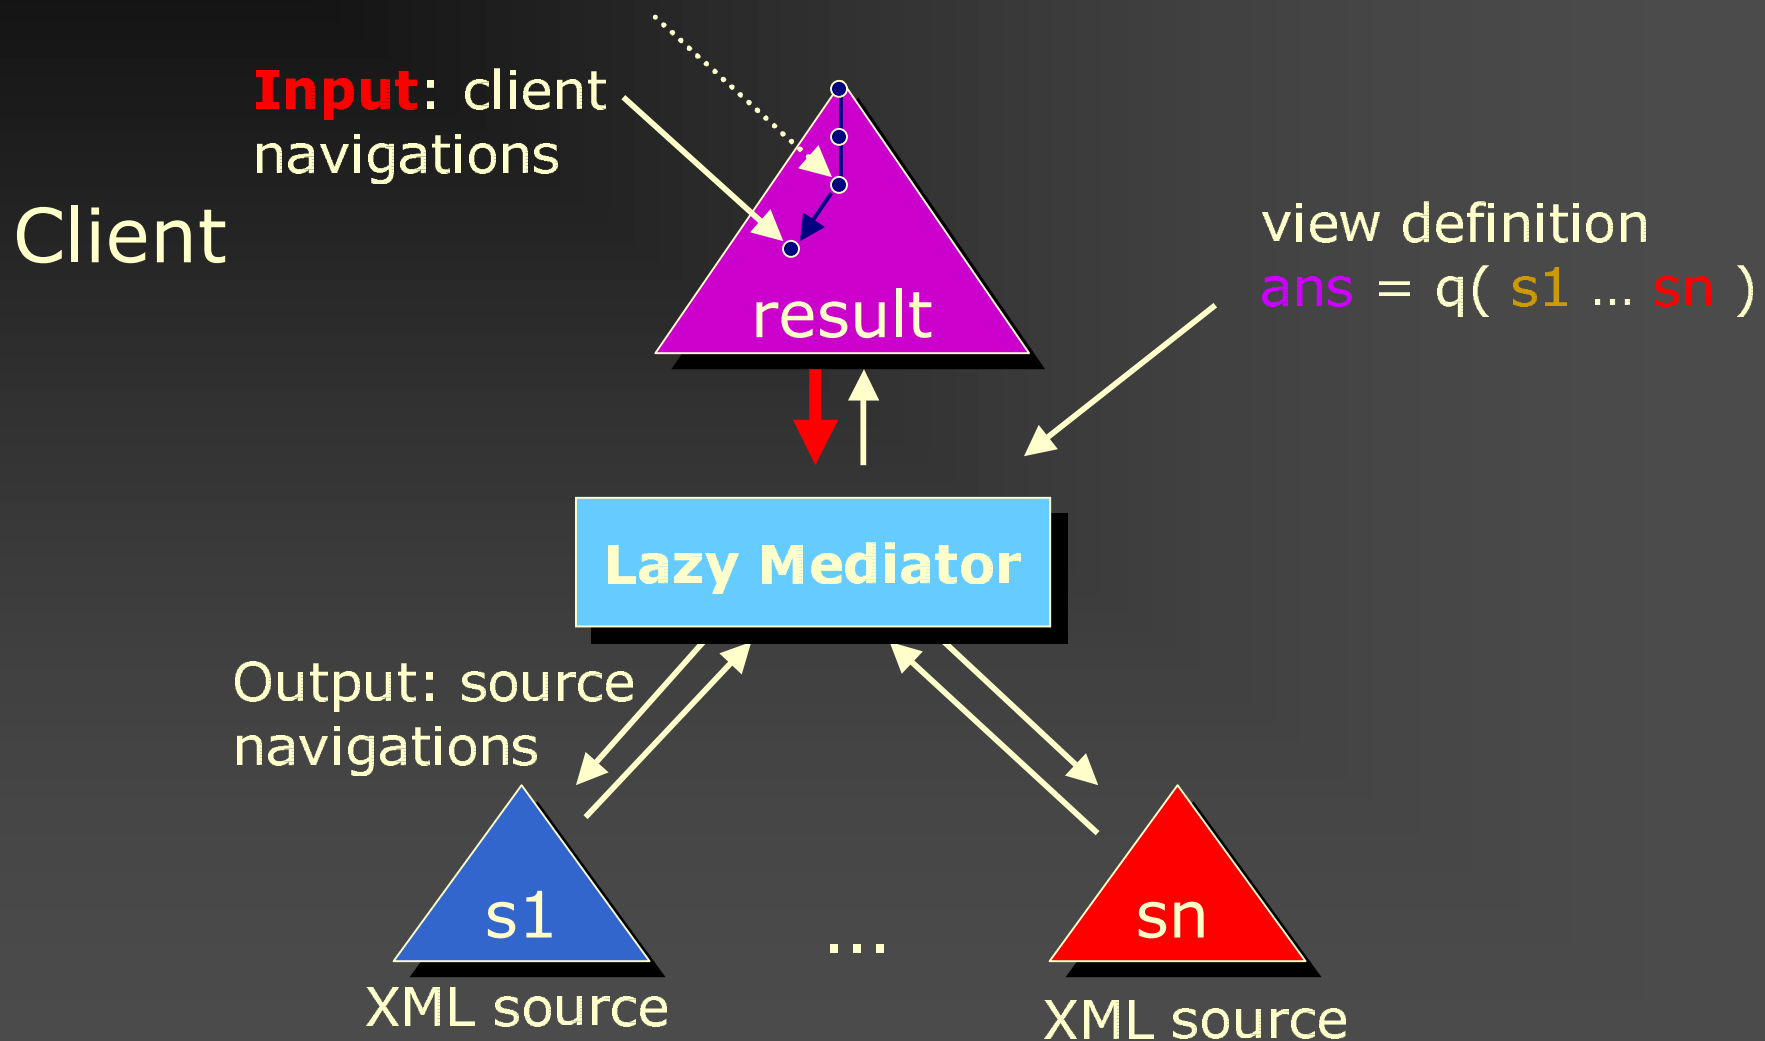 Input: client
navigations
Client
result
view definition
ans = q( s1 ... sn )
Lazy Mediator
Output: source
navigations
s1
...
sn
XML source
XML source